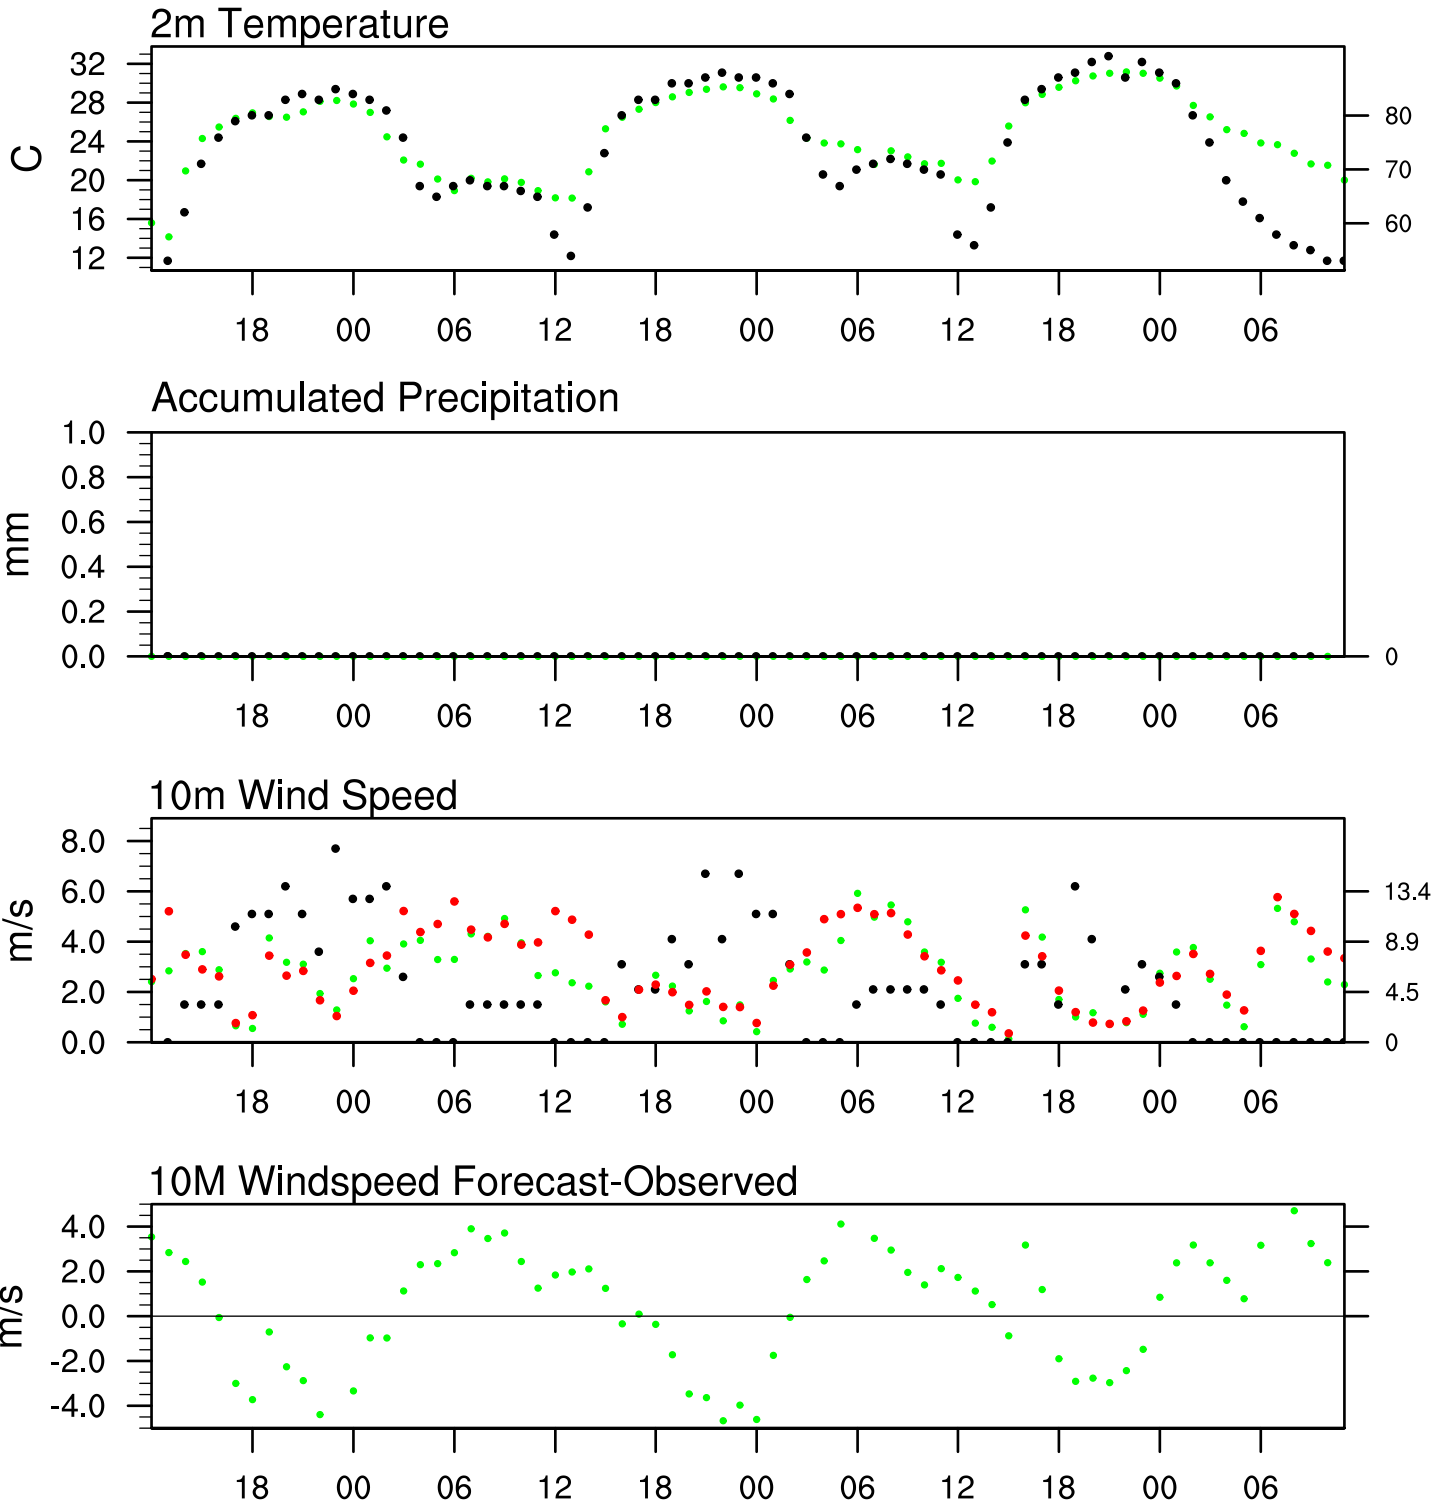 2m Temperature
32
28
24
20
16
12
C
80
70
60
18 00 06 12 18 00 06 12 18 00 06
Accumulated Precipitation
1.0
0.8
0.6
0.4
0.2
0.0
mm
0
18 00 06 12 18 00 06 12 18 00 06
10m Wind Speed
8.0
6.0
4.0
2.0
0.0
m/s
13.4
8.9
4.5
0
18 00 06 12 18 00 06 12 18 00 06
10M Windspeed Forecast-Observed
4.0
2.0
0.0
-2.0
-4.0
m/s
18 00 06 12 18 00 06 12 18 00 06